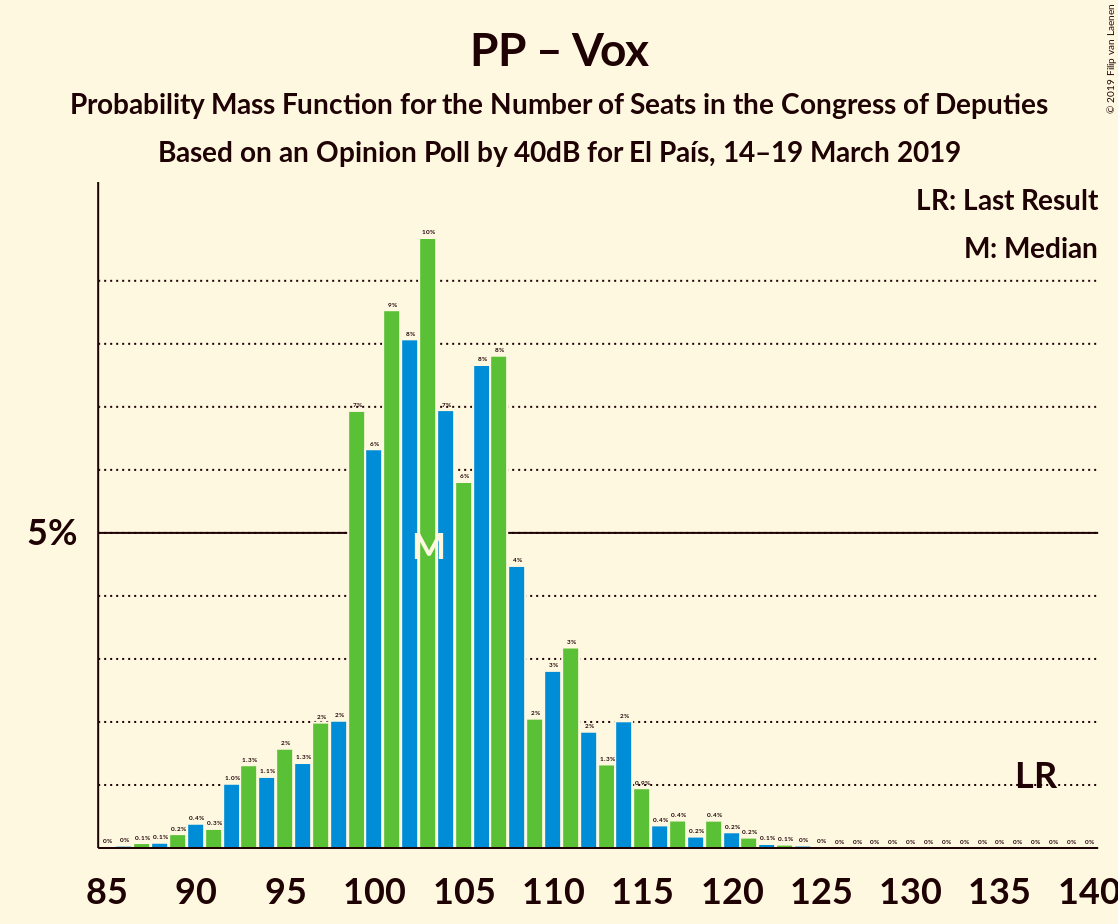 PP – Vox
Probability Mass Function for the Number of Seats in the Congress of Deputies
Based on an Opinion Poll by 40dB for El País, 14–19 March 2019
© 2019 Filip van Laenen
LR: Last Result
M: Median
5%
0% 0% 0.1% 0.1% 0.2% 0.4% 0.3% 1.0% 1.3% 1.1% 2% 1.3% 2% 2% 7% 6% 9% 8% 10% 7% 6% 8% 8% 4% 2% 3% 3% 2% 1.3% 2% 0.9% 0.4% 0.4% 0.2% 0.4% 0.2% 0.2% 0.1% 0.1% 0% 0% 0% 0% 0% 0% 0% 0% 0% 0% 0% 0% 0% 0% 0% 0% 0%
M
LR
85 90 95 100 105 110 115 120 125 130 135 140